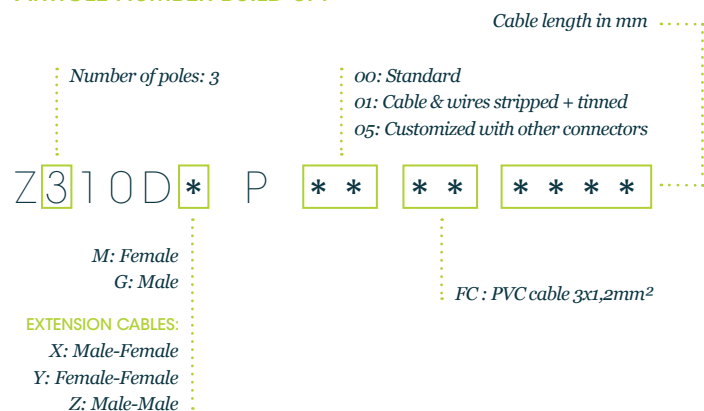 Cable length in mm
Number of poles: 3
00: Standard
01: Cable & wires stripped + tinned
05: Customized with other connectors
Z310D* P ** ** ****
M: Female
G: Male
FC : PVC cable 3x1,2mm²
EXTENSION CABLES:
X: Male-Female
Y: Female-Female
Z: Male-Male